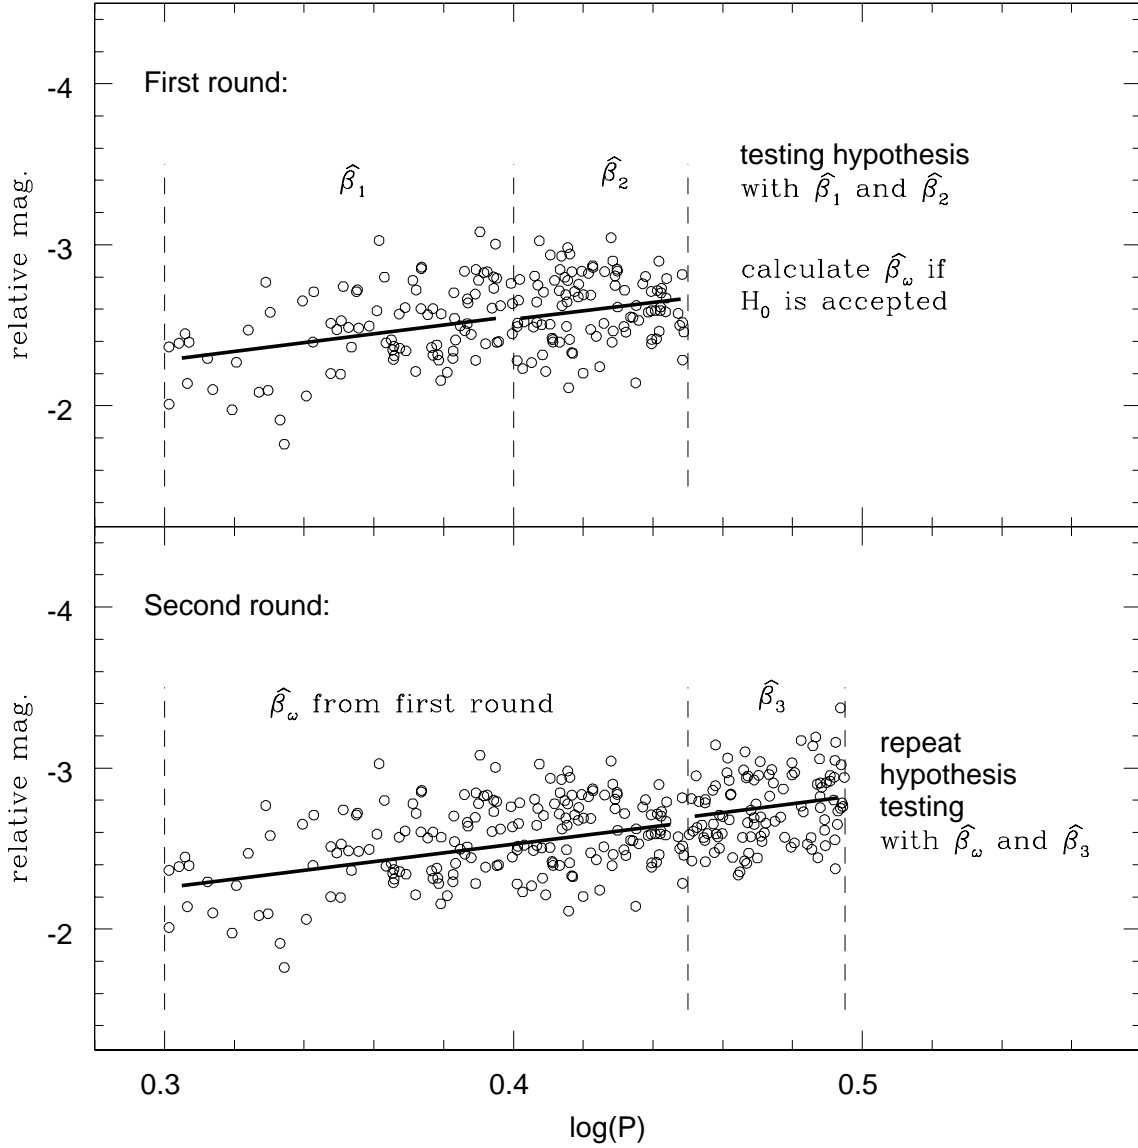 First round:
β̂₁
β̂₂
testing hypothesis
with β̂₁ and β̂₂
calculate β̂ω if
H₀ is accepted
-4
-3
-2
relative mag.
Second round:
β̂ω from first round
β̂₃
repeat
hypothesis
testing
with β̂ω and β̂₃
-4
-3
-2
relative mag.
0.3 0.4 0.5
log(P)